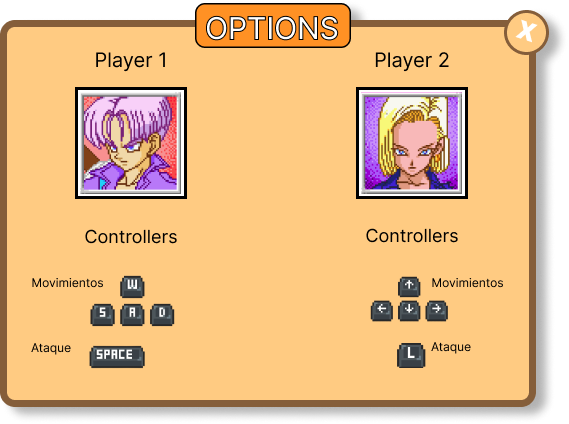 OPTIONS
X
Player 1
Player 2
Controllers
Controllers
Movimientos W
S A D
Ataque SPACE
↑ Movimientos
← ↓ →
L Ataque